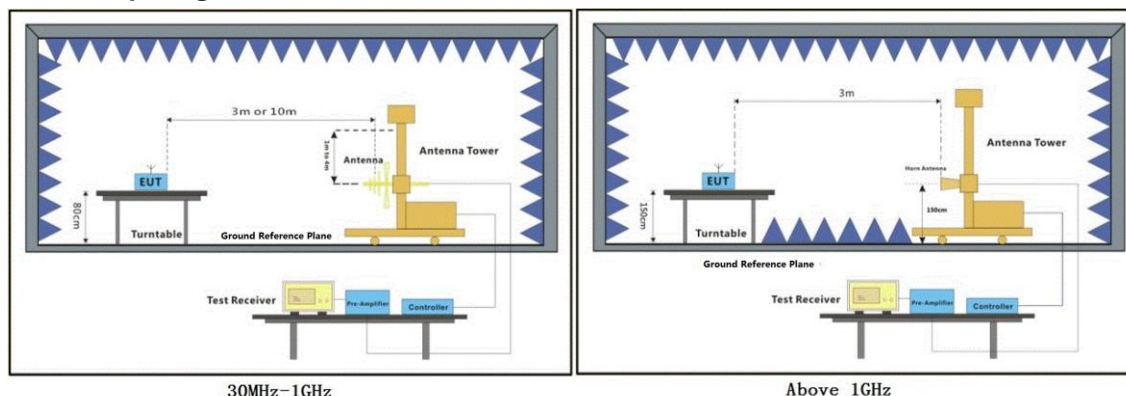 3m or 10m
1m to 4m
Antenna
Antenna Tower
EUT
80cm
Turntable
Ground Reference Plane
Test Receiver
Pre-Amplifier
Controller
30MHz-1GHz
3m
Antenna Tower
Horn Antenna
EUT
150cm
150cm
Turntable
Ground Reference Plane
Test Receiver
Pre-Amplifier
Controller
Above 1GHz